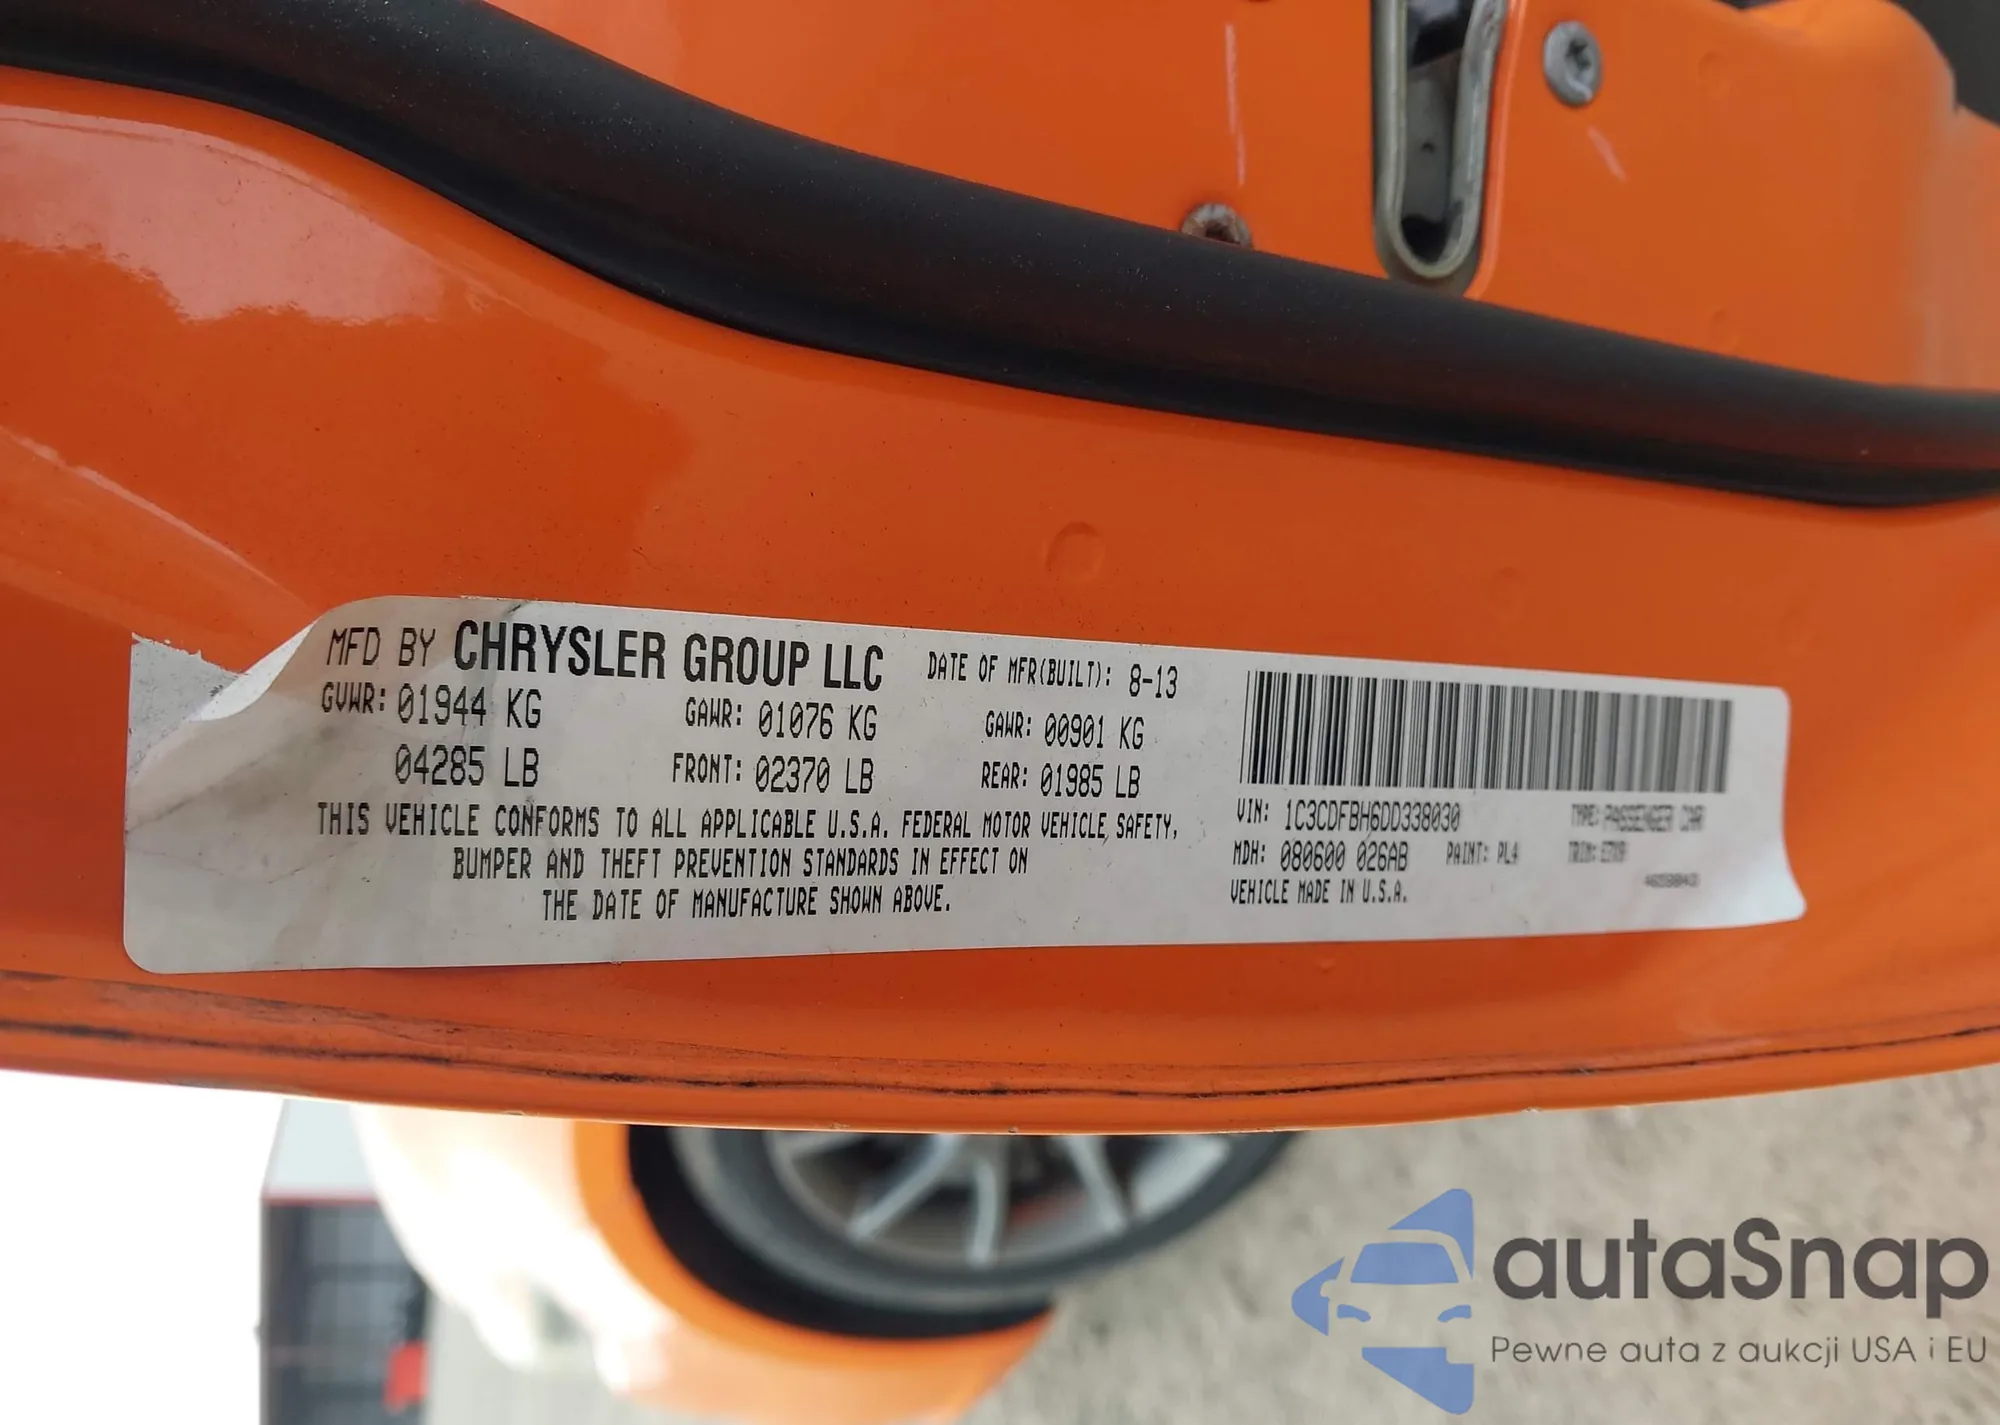 MFD BY CHRYSLER GROUP LLC DATE OF MFR(BUILT): 8-13
GVWR: 01944 KG GAWR: 01076 KG GAWR: 00901 KG
04285 LB FRONT: 02370 LB REAR: 01985 LB
THIS VEHICLE CONFORMS TO ALL APPLICABLE U.S.A. FEDERAL MOTOR VEHICLE SAFETY,
BUMPER AND THEFT PREVENTION STANDARDS IN EFFECT ON
THE DATE OF MANUFACTURE SHOWN ABOVE.
VIN: 1C3CDFBH6DD338030 TYPE: PASSENGER CAR
MDH: 080600 026AB PAINT: PL4 TRIM:
VEHICLE MADE IN U.S.A.
autaSnap
Pewne auta z aukcji USA i EU